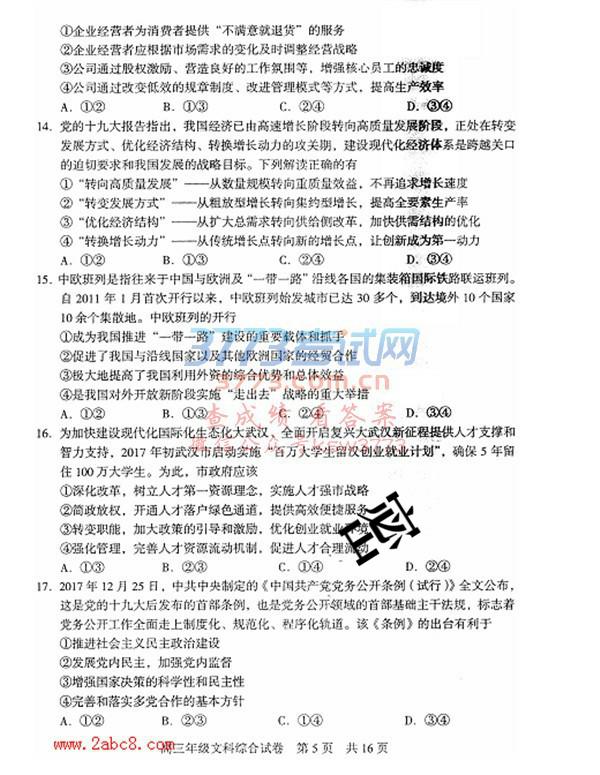 ①企业经营者为消费者提供“不满意就退货”的服务
②企业经营者应根据市场需求的变化及时调整经营战略
③公司通过股权激励、营造良好的工作氛围等，增强核心员工的忠诚度
④公司通过改变低效的规章制度、改进管理模式等方式，提高生产效率
A．①② B．①③ C．②④ D．③④
14．党的十九大报告指出，我国经济已由高速增长阶段转向高质量发展阶段，正处在转变
发展方式、优化经济结构、转换增长动力的攻关期，建设现代化经济体系是跨越关口
的迫切要求和我国发展的战略目标。下列解读正确的有
①“转向高质量发展”——从数量规模转向重质量效益，不再追求增长速度
②“转变发展方式”——从粗放型增长转向集约型增长，提高全要素生产率
③“优化经济结构”——从扩大总需求转向供给侧改革，加快供需结构的优化
④“转换增长动力”——从传统增长点转向新的增长点，让创新成为第一动力
A．①② B．①③ C．②④ D．③④
15．中欧班列是指往来于中国与欧洲及“一带一路”沿线各国的集装箱国际铁路联运班列。
自 2011 年 1 月首次开行以来，中欧班列始发城市已达 30 多个，到达境外 10 个国家
10 余个集散地。中欧班列的开行
①成为我国推进“一带一路”建设的重要载体和抓手
②促进了我国与沿线国家以及其他欧洲国家的经贸合作
③极大地提高了我国利用外资的综合优势和总体效益
④是我国对外开放新阶段实施“走出去”战略的重大举措
A．①② B．①③ C．②④ D．③④
3773考试网
3773.com.cn
查成绩 看答案
微信公众号ksw3773
16．为加快建设现代化国际化生态化大武汉，全面开启复兴大武汉新征程提供人才支撑和
智力支持，2017 年初武汉市启动实施“百万大学生留汉创业就业计划”，确保 5 年留
住 100 万大学生。为此，市政府应该
①深化改革，树立人才第一资源理念，实施人才强市战略
②简政放权，开通人才落户绿色通道，提供高效便捷服务
③转变职能，加大政策的引导和激励，优化创业就业环境
④强化管理，完善人才资源流动机制，促进人才合理流动
A．①③ B．①④ C．②③ D．②④
密
17．2017 年 12 月 25 日，中共中央制定的《中国共产党党务公开条例（试行）》全文公布，
这是党的十九大后发布的首部条例，也是党务公开领域的首部基础主干法规，标志着
党务公开工作全面走上制度化、规范化、程序化轨道。该《条例》的出台有利于
①推进社会主义民主政治建设
②发展党内民主，加强党内监督
③增强国家决策的科学性和民主性
④完善和落实多党合作的基本方针
A．①② B．②③ C．①④ D．③④
www.2abc8.com
高三年级文科综合试卷 第 5 页 共 16 页